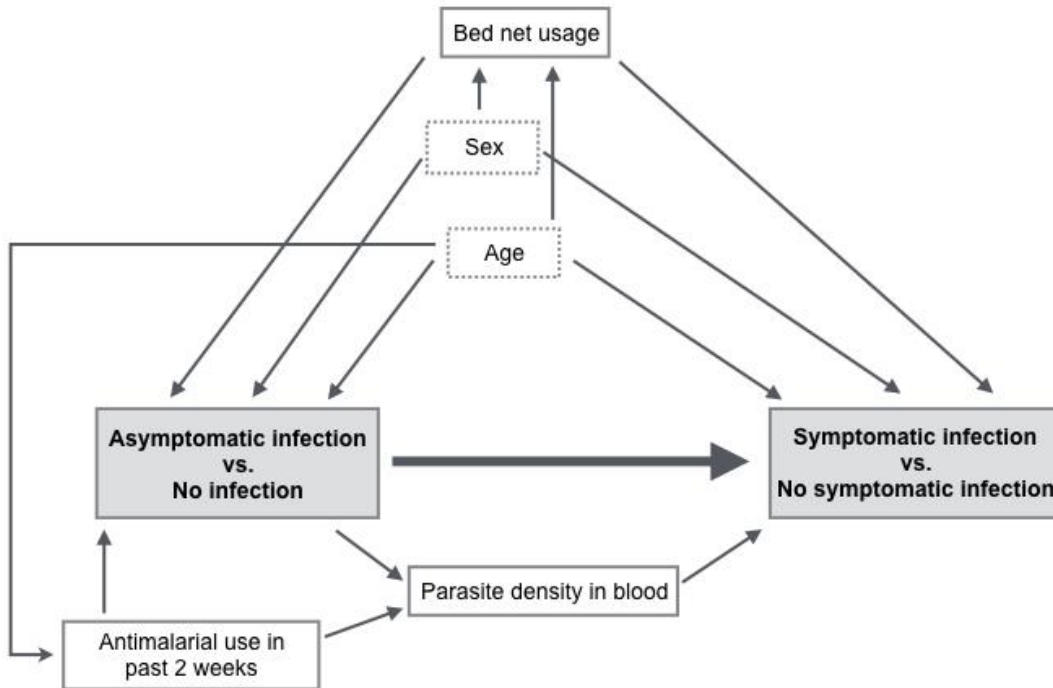 Bed net usage
Sex
Age
Asymptomatic infection
vs.
No infection
Symptomatic infection
vs.
No symptomatic infection
Parasite density in blood
Antimalarial use in
past 2 weeks